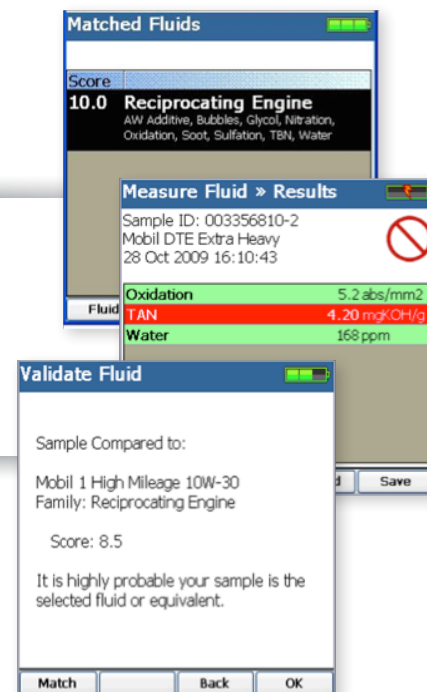 Matched Fluids
Score
10.0 Reciprocating Engine
AW Additive, Bubbles, Glycol, Nitration,
Oxidation, Soot, Sulfation, TBN, Water
Measure Fluid » Results
Sample ID: 003356810-2
Mobil DTE Extra Heavy
28 Oct 2009 16:10:43
Oxidation 5.2 abs/mm2
TAN 4.20 mgKOH/g
Water 168 ppm
Fluid
Save
Validate Fluid
Sample Compared to:
Mobil 1 High Mileage 10W-30
Family: Reciprocating Engine
Score: 8.5
It is highly probable your sample is the
selected fluid or equivalent.
Match Back OK